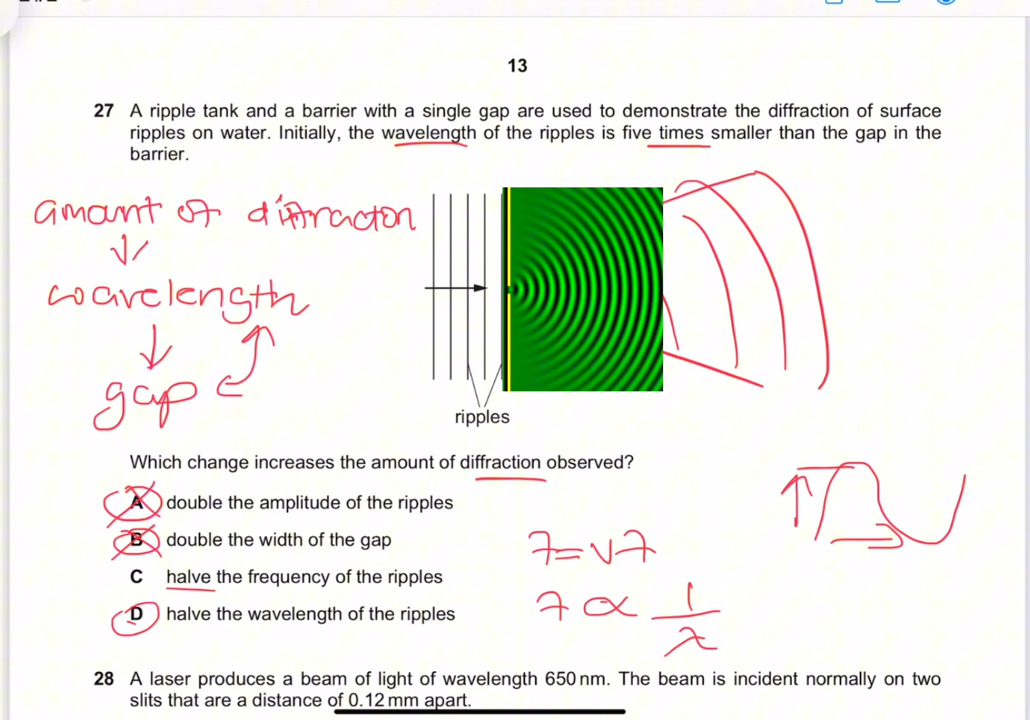 13
27 A ripple tank and a barrier with a single gap are used to demonstrate the diffraction of surface
ripples on water. Initially, the wavelength of the ripples is five times smaller than the gap in the
barrier.
amount of diffracton
wavelength
gap
ripples
Which change increases the amount of diffraction observed?
A double the amplitude of the ripples
B double the width of the gap
C halve the frequency of the ripples
D halve the wavelength of the ripples
∝ 1/λ
28 A laser produces a beam of light of wavelength 650 nm. The beam is incident normally on two
slits that are a distance of 0.12 mm apart.